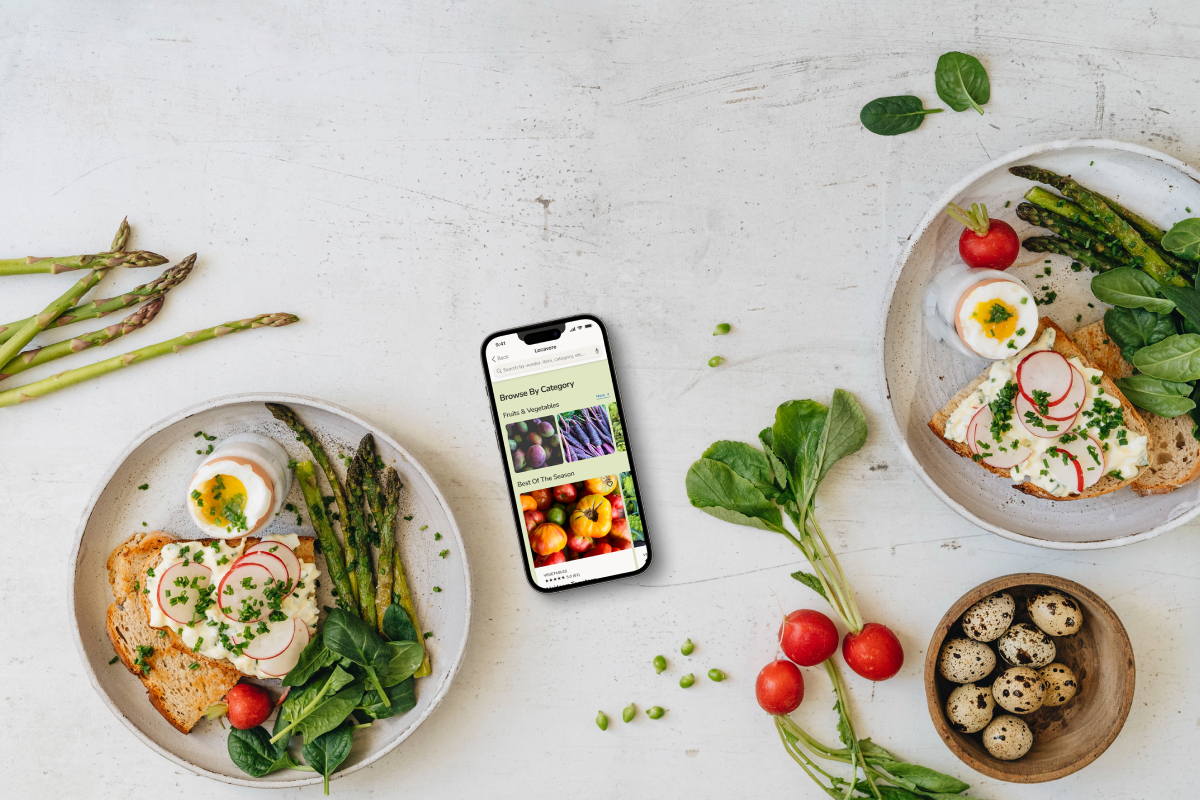 9:41
Back
Locavore
Search by vendor, item, category, etc...
Browse By Category
Fruits & Vegetables
More
Best Of The Season
VEGETABLES
★★★★★ 5.0